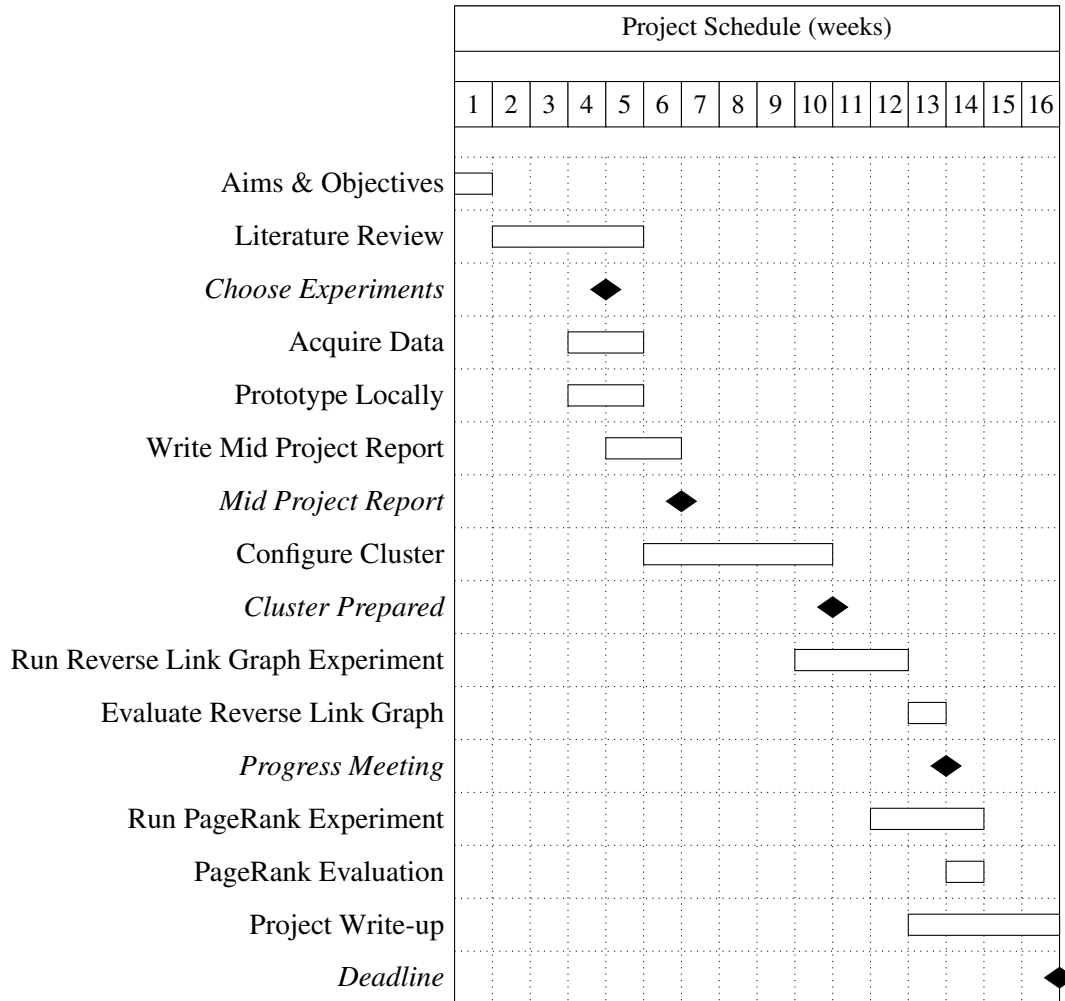 Project Schedule (weeks)
1 2 3 4 5 6 7 8 9 10 11 12 13 14 15 16
Aims & Objectives
Literature Review
Choose Experiments
Acquire Data
Prototype Locally
Write Mid Project Report
Mid Project Report
Configure Cluster
Cluster Prepared
Run Reverse Link Graph Experiment
Evaluate Reverse Link Graph
Progress Meeting
Run PageRank Experiment
PageRank Evaluation
Project Write-up
Deadline